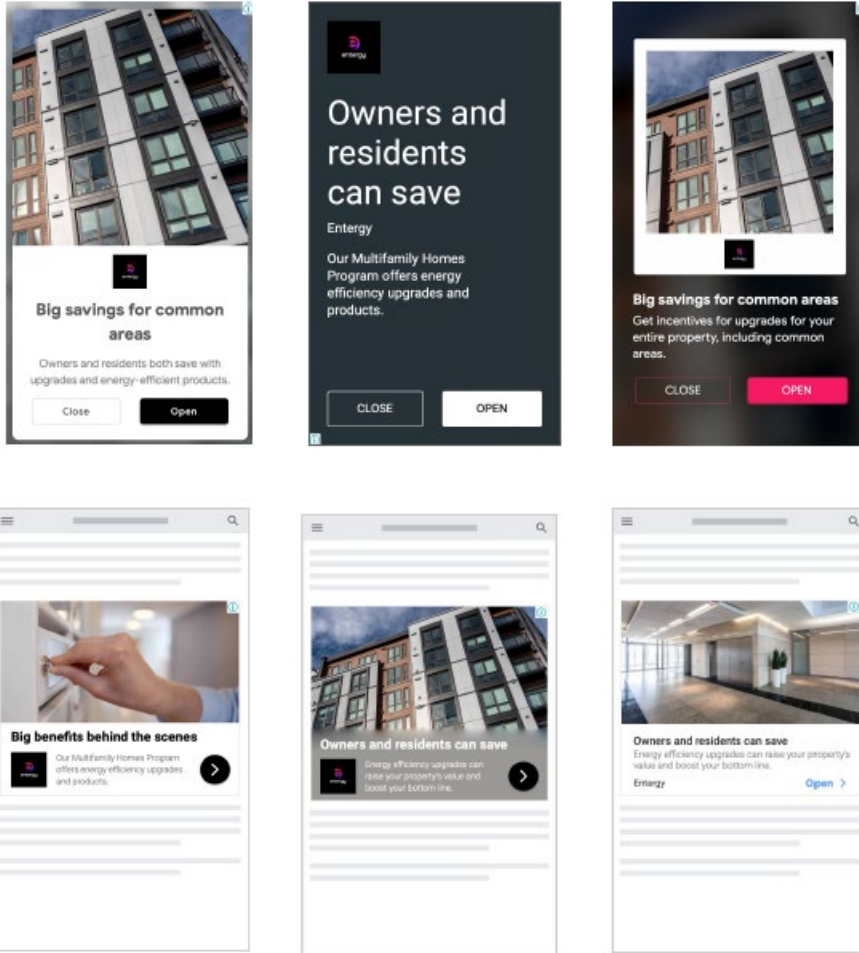 entergy
Big savings for common
areas
Owners and residents both save with
upgrades and energy-efficient products.
Close
Open
entergy
Owners and
residents
can save
Entergy
Our Multifamily Homes
Program offers energy
efficiency upgrades and
products.
CLOSE
OPEN
entergy
Big savings for common areas
Get incentives for upgrades for your
entire property, including common
areas.
CLOSE
OPEN
Big benefits behind the scenes
entergy
Our Multifamily Homes Program
offers energy efficiency upgrades
and products.
Owners and residents can save
entergy
Energy efficiency upgrades can
raise your property's value and
boost your bottom line.
Owners and residents can save
Energy efficiency upgrades can raise your property's
value and boost your bottom line.
Entergy
Open